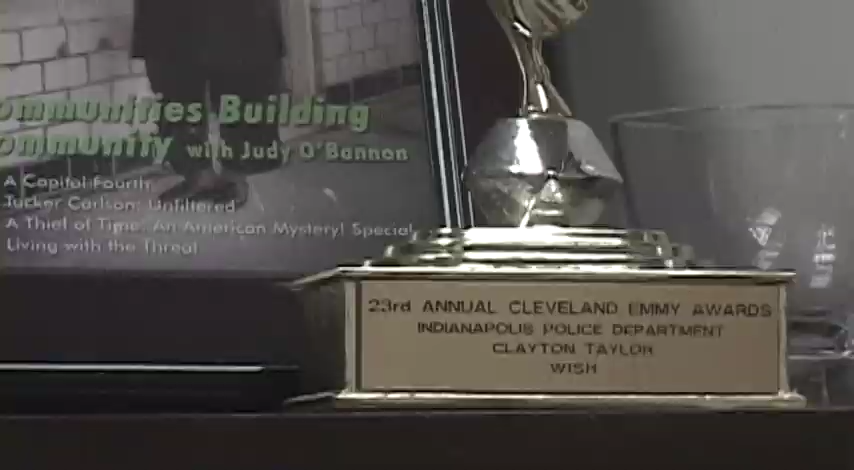 ommunities Building
ommunity with Judy O'Bannon
A Capitol Fourth
Tucker Carlson: Unfiltered
A Thief of Time: An American Mystery! Special
Living with the Threat
23rd ANNUAL CLEVELAND EMMY AWARDS
INDIANAPOLIS POLICE DEPARTMENT
CLAYTON TAYLOR
WISH